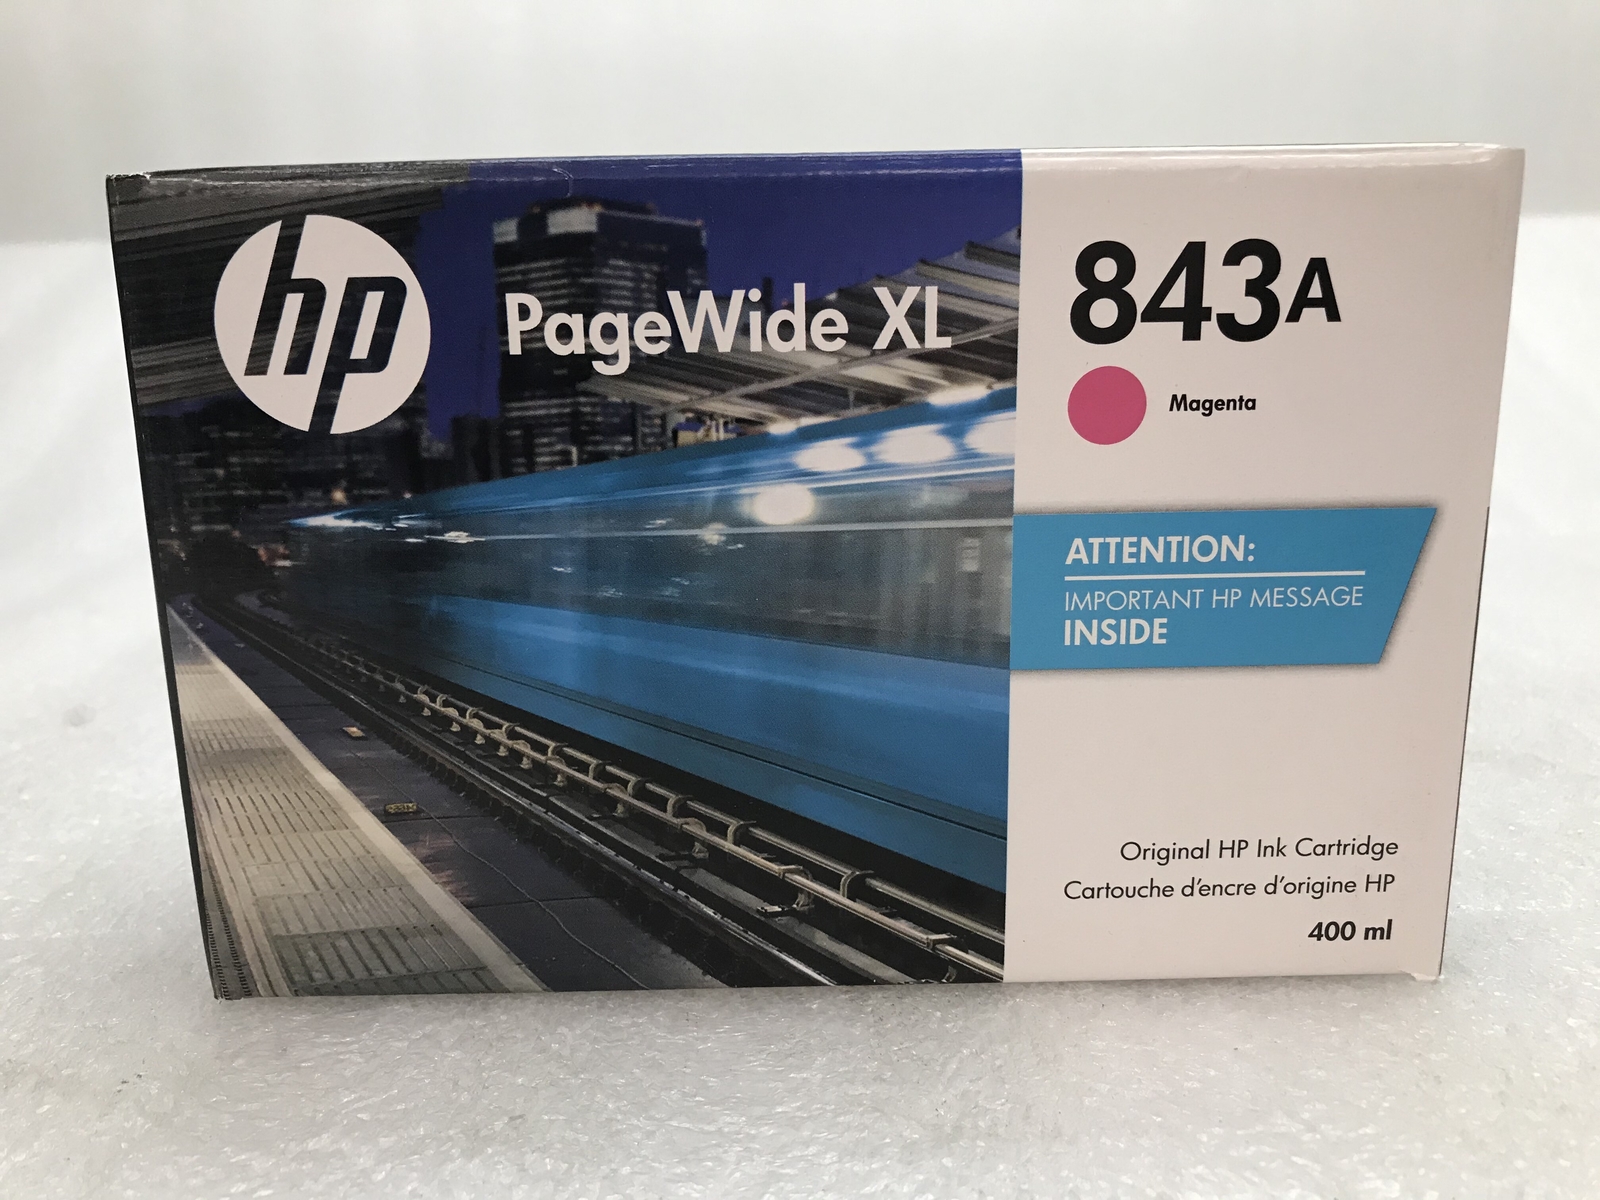 hp
PageWide XL
843A
Magenta
ATTENTION:
IMPORTANT HP MESSAGE
INSIDE
Original HP Ink Cartridge
Cartouche d'encre d'origine HP
400 ml